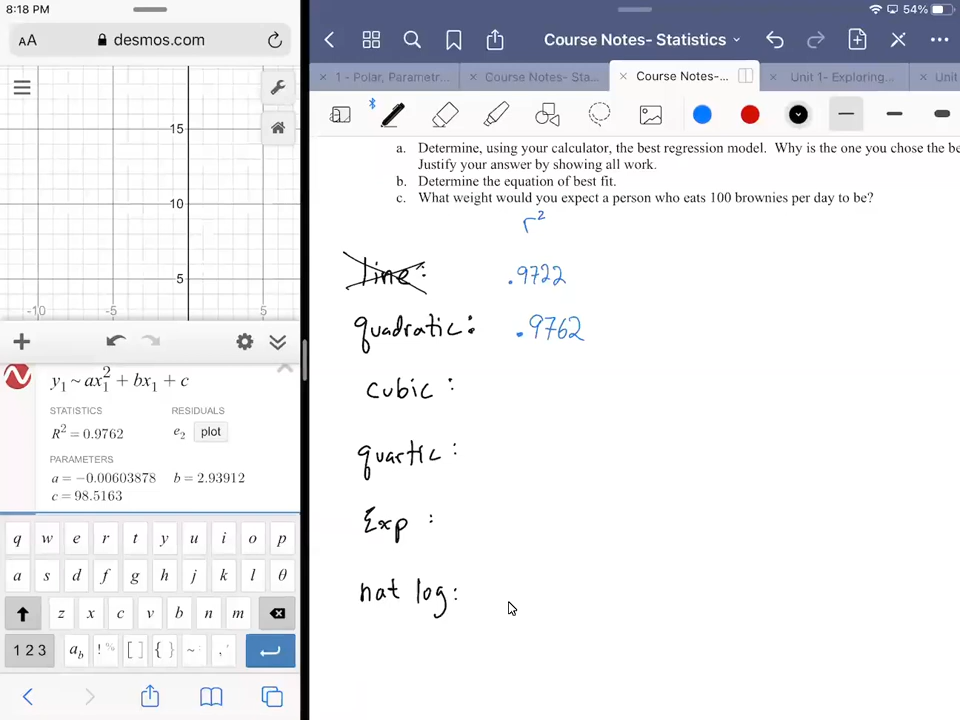 8:18 PM
54%
AA desmos.com
Course Notes- Statistics
1 - Polar, Parametr...
Course Notes- Sta...
Course Notes-...
Unit 1- Exploring...
Unit
15
10
5
-10
-5
5
a. Determine, using your calculator, the best regression model. Why is the one you chose the be
Justify your answer by showing all work.
b. Determine the equation of best fit.
c. What weight would you expect a person who eats 100 brownies per day to be?
r²
line: .9722
quadratic: .9762
cubic:
quartic:
Exp:
nat log:
y₁ ~ ax₁² + bx₁ + c
STATISTICS RESIDUALS
R² = 0.9762 e₂ plot
PARAMETERS
a = −0.00603878 b = 2.93912
c = 98.5163
q w e r t y u i o p
a s d f g h j k l θ
z x c v b n m
1 2 3 ab ! % [ ] { } ~ : , '